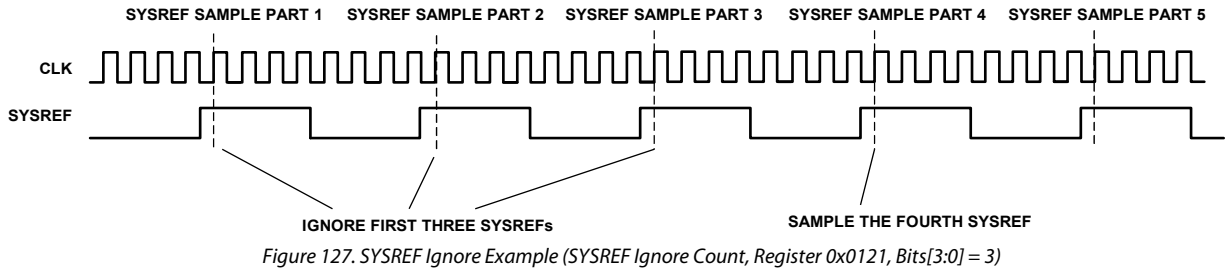 SYSREF SAMPLE PART 1 SYSREF SAMPLE PART 2 SYSREF SAMPLE PART 3 SYSREF SAMPLE PART 4 SYSREF SAMPLE PART 5
CLK
SYSREF
IGNORE FIRST THREE SYSREFs SAMPLE THE FOURTH SYSREF
Figure 127. SYSREF Ignore Example (SYSREF Ignore Count, Register 0x0121, Bits[3:0] = 3)